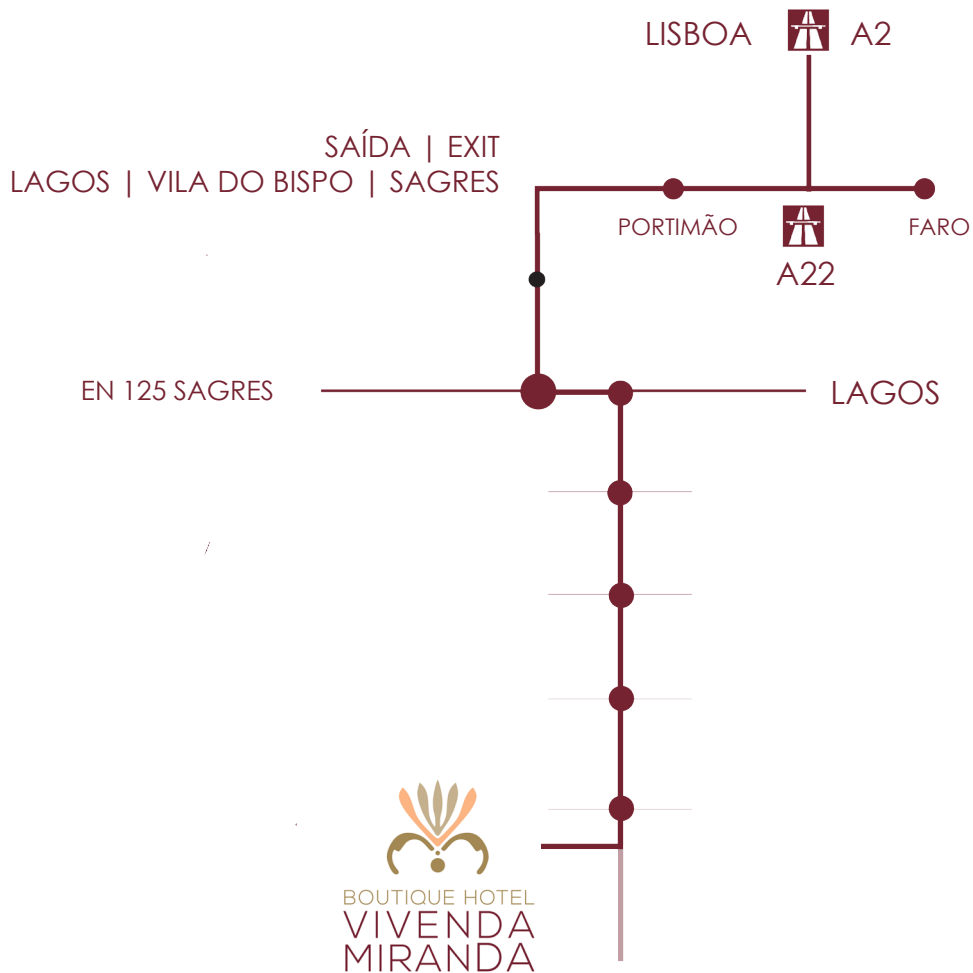 LISBOA A2
SAÍDA | EXIT
LAGOS | VILA DO BISPO | SAGRES
PORTIMÃO
FARO
A22
EN 125 SAGRES
LAGOS
BOUTIQUE HOTEL
VIVENDA
MIRANDA